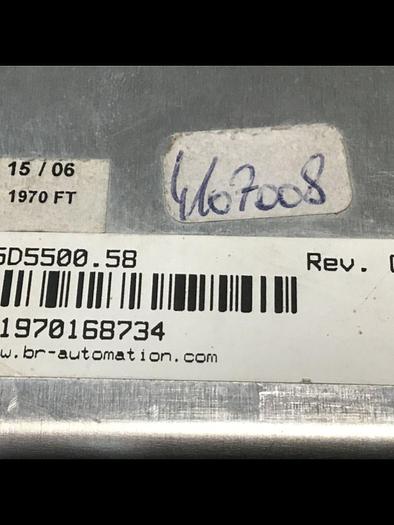 15 / 06
1970 FT
4107008
5D5500.58 Rev.
1970168734
w.br-automation.com